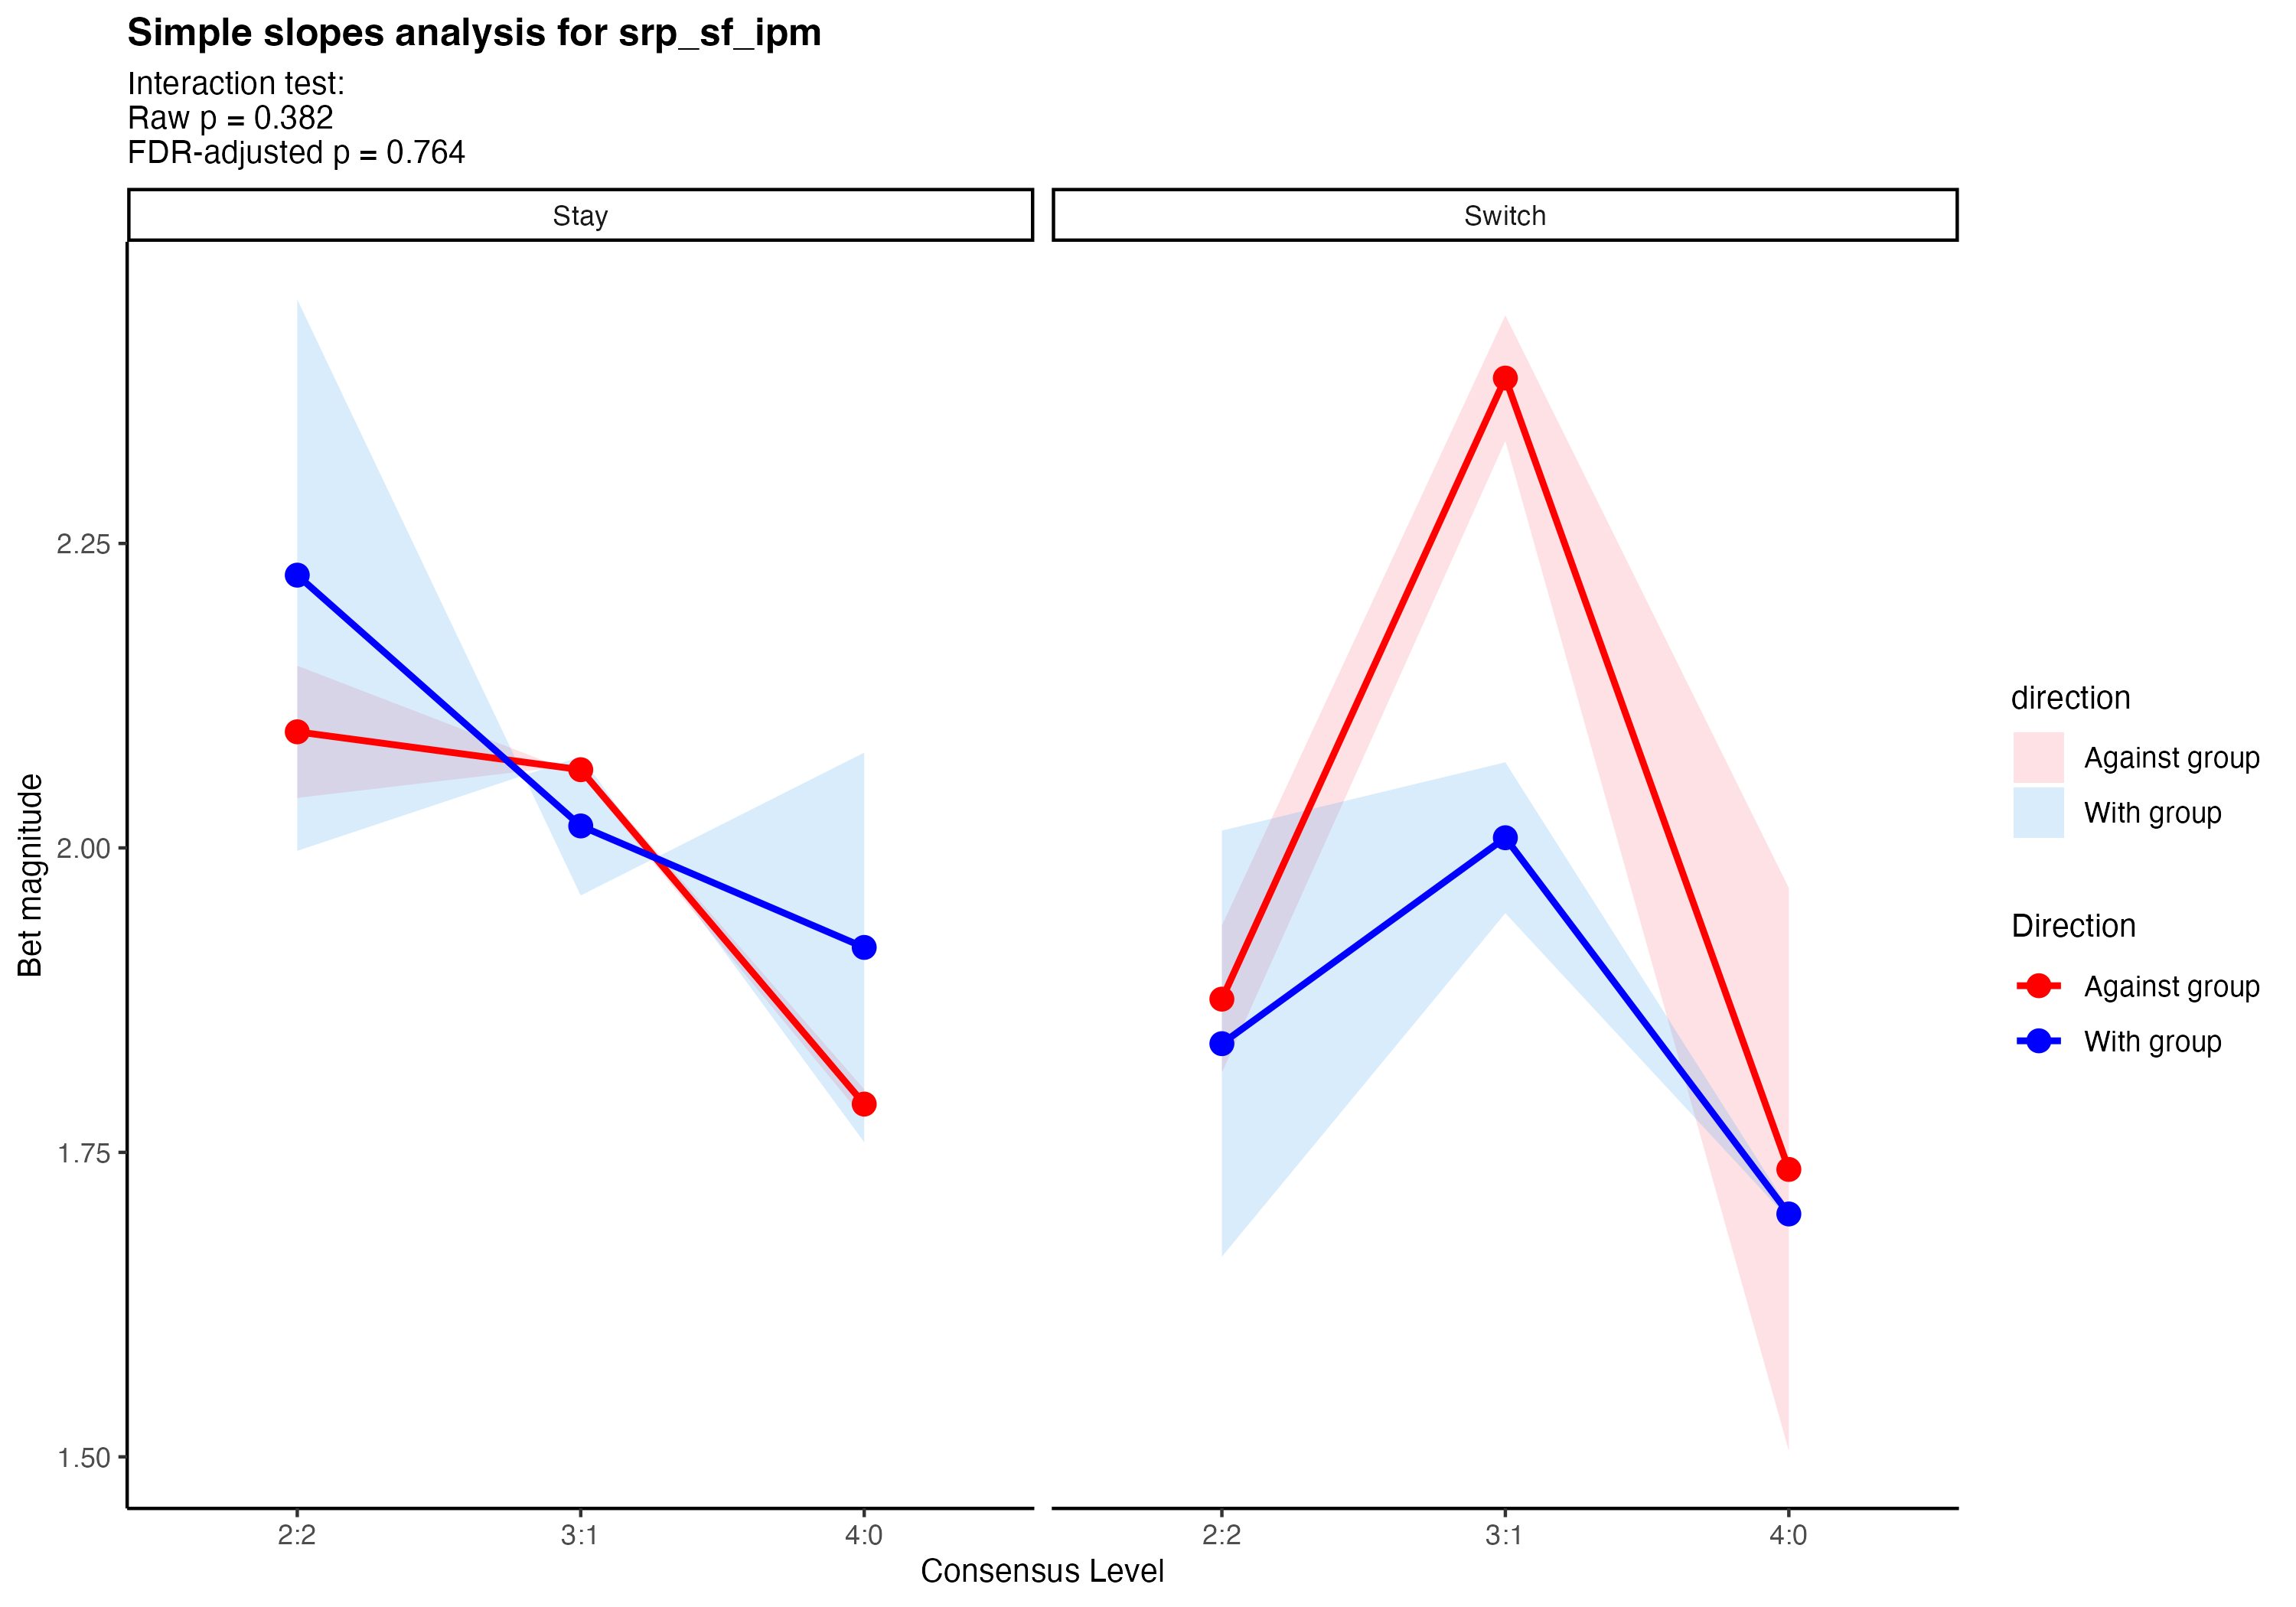 Simple slopes analysis for srp_sf_ipm
Interaction test:
Raw p = 0.382
FDR-adjusted p = 0.764
Stay
Switch
Bet magnitude
2.25
2.00
1.75
1.50
2:2
3:1
4:0
2:2
3:1
4:0
Consensus Level
direction
Against group
With group
Direction
Against group
With group